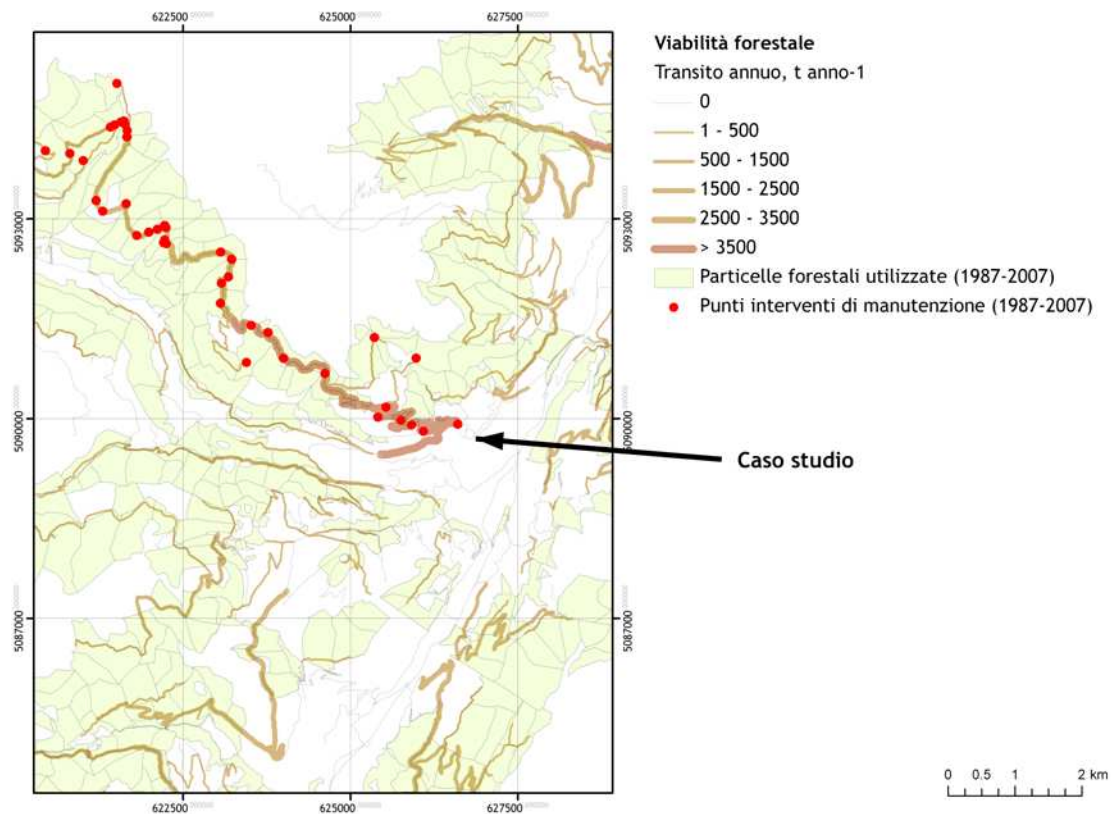 622500
625000
627500
Viabilità forestale
Transito annuo, t anno-1
0
1 - 500
500 - 1500
1500 - 2500
2500 - 3500
> 3500
Particelle forestali utilizzate (1987-2007)
Punti interventi di manutenzione (1987-2007)
5093000
5093000
5090000
5090000
Caso studio
5087000
5087000
622500
625000
627500
0 0.5 1 2 km